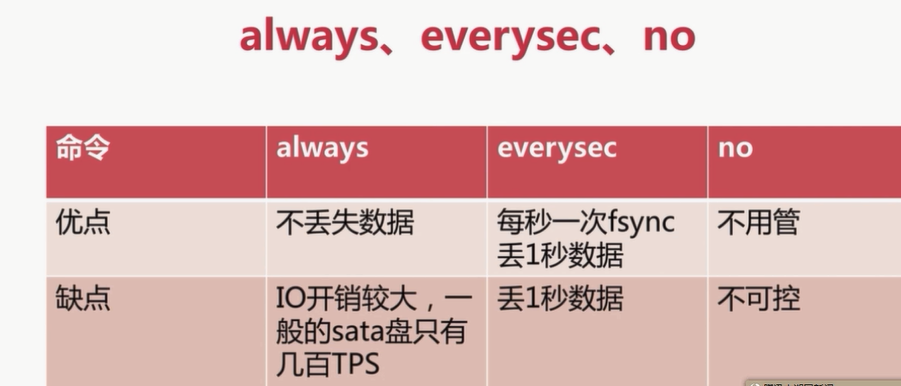 always、everysec、no
命令 always everysec no
优点 不丢失数据 每秒一次fsync 不用管
丢1秒数据
缺点 IO开销较大，一 丢1秒数据 不可控
般的sata盘只有
几百TPS